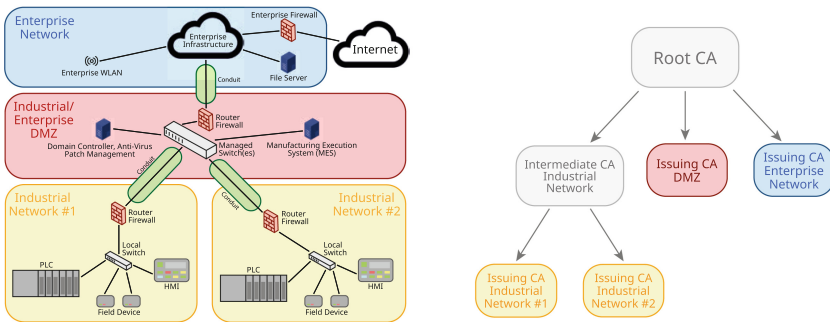 Enterprise
Network
Enterprise Firewall
Enterprise
Infrastructure
Internet
Enterprise WLAN
File Server
Conduit
Industrial/
Enterprise
DMZ
Router
Firewall
Domain Controller, Anti-Virus
Patch Management
Managed
Switch(es)
Manufacturing Execution
System (MES)
Conduit
Conduit
Industrial
Network #1
Router
Firewall
Local
Switch
PLC
HMI
Field Device
Industrial
Network #2
Router
Firewall
Local
Switch
PLC
HMI
Field Device
Root CA
Intermediate CA
Industrial
Network
Issuing CA
DMZ
Issuing CA
Enterprise
Network
Issuing CA
Industrial
Network #1
Issuing CA
Industrial
Network #2